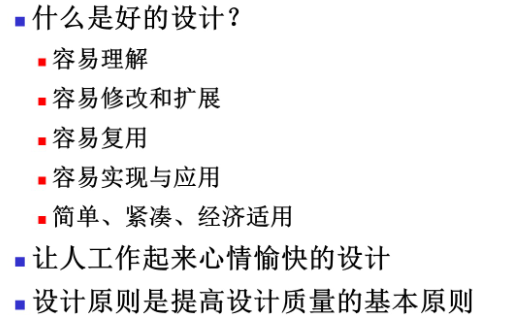 什么是好的设计？
容易理解
容易修改和扩展
容易复用
容易实现与应用
简单、紧凑、经济适用
让人工作起来心情愉快的设计
设计原则是提高设计质量的基本原则